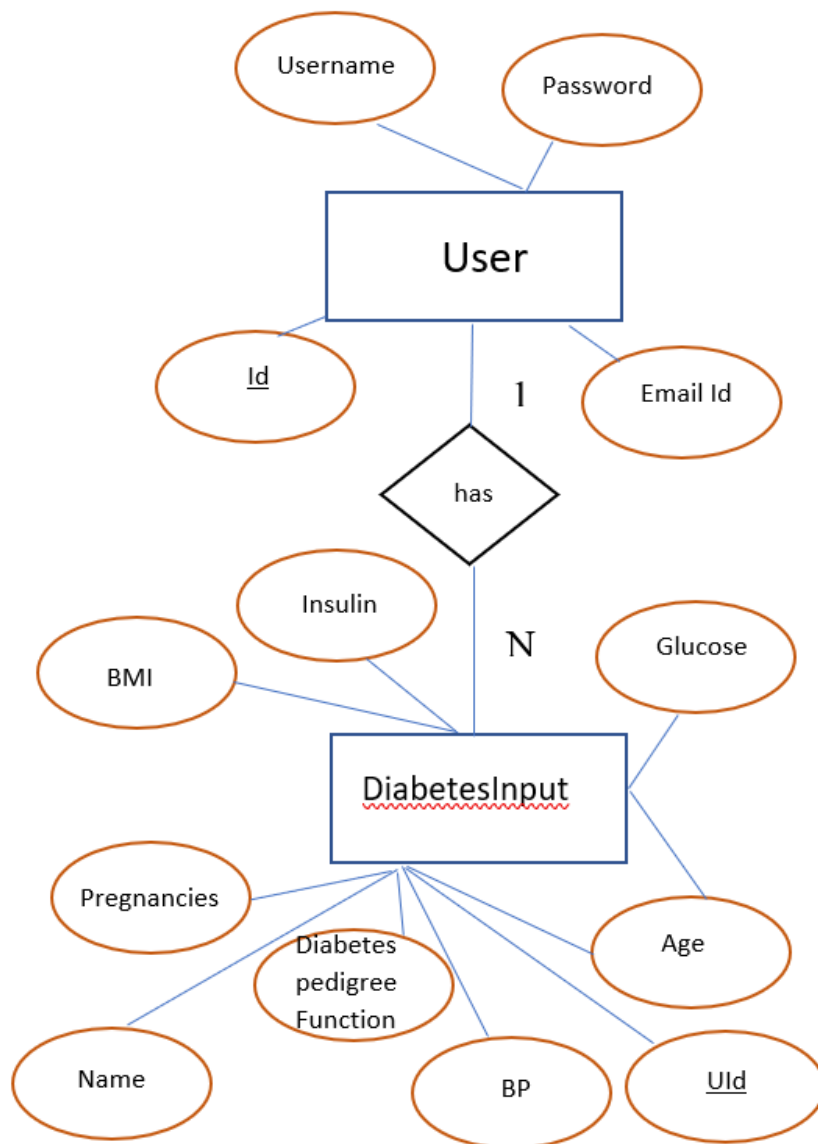 Username
Password
User
Id
Email Id
1
has
Insulin
N
Glucose
BMI
DiabetesInput
Pregnancies
Age
Diabetes
pedigree
Function
Name
BP
UId